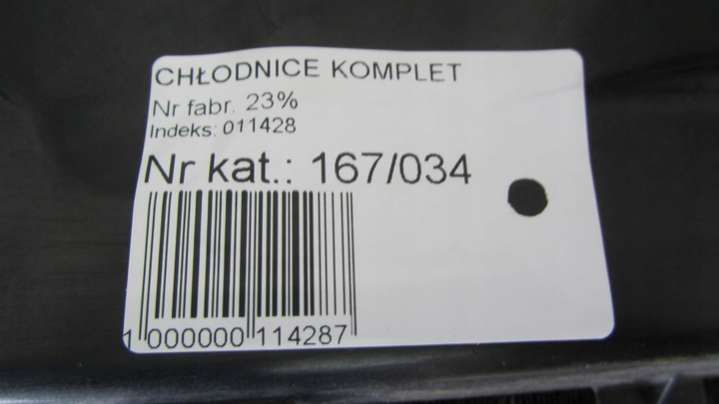 CHŁODNICE KOMPLET
Nr fabr. 23%
Indeks: 011428
Nr kat.: 167/034
1 000000 114287